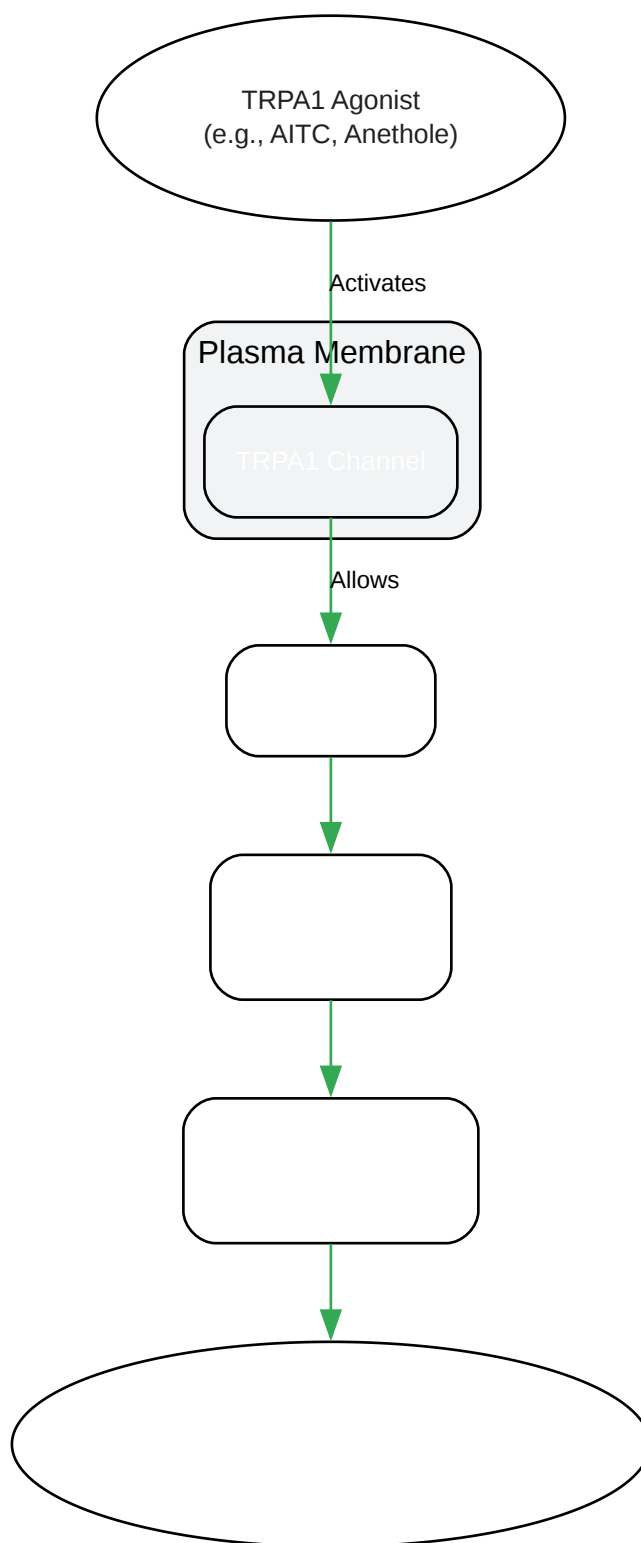 TRPA1 Agonist
(e.g., AITC, Anethole)
Activates
Plasma Membrane
TRPA1 Channel
Allows